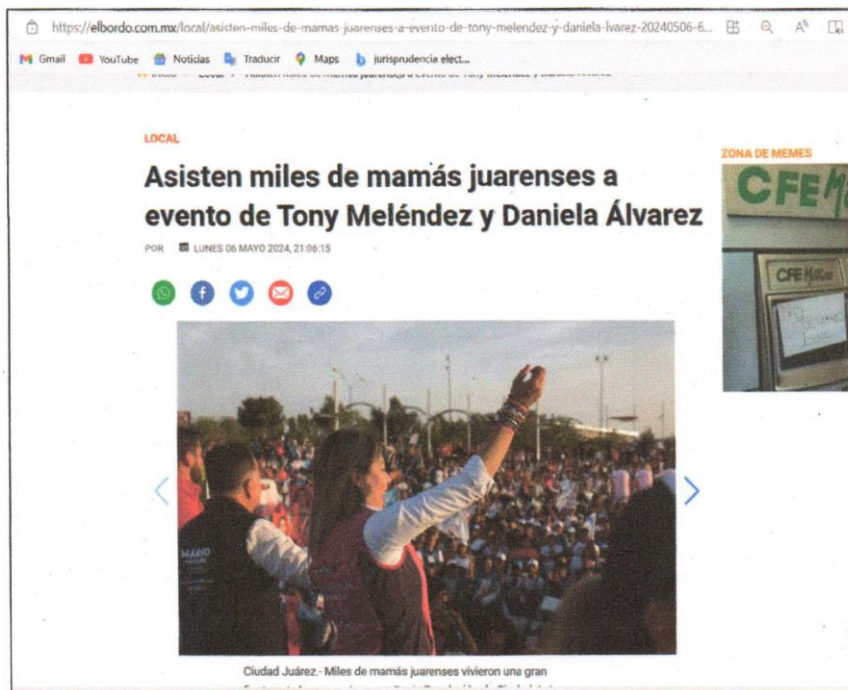 https://elbordo.com.mx/local/asisten-miles-de-mamas-juarenses-a-evento-de-tony-melendez-y-daniela-lvarez-20240506-6...
Gmail YouTube Noticias Traducir Maps jurisprudencia elect...
LOCAL
Asisten miles de mamás juarenses a
evento de Tony Meléndez y Daniela Álvarez
POR LUNES 06 MAYO 2024, 21:06:15
ZONA DE MEMES
CFE
CFE
MARIO
Ciudad Juárez.- Miles de mamás juarenses vivieron una gran